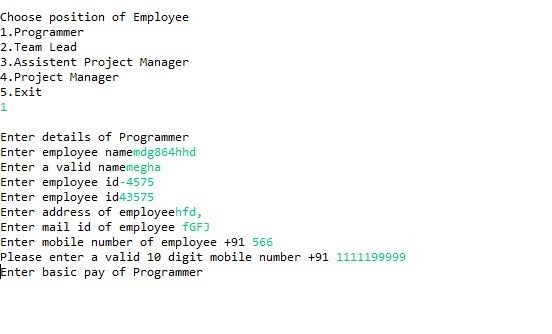 Choose position of Employee
1.Programmer
2.Team Lead
3.Assistent Project Manager
4.Project Manager
5.Exit
1
Enter details of Programmer
Enter employee namemdg864hhd
Enter a valid namemegha
Enter employee id-4575
Enter employee id43575
Enter address of employeehfd,
Enter mail id of employee fGFJ
Enter mobile number of employee +91 566
Please enter a valid 10 digit mobile number +91 1111199999
Enter basic pay of Programmer